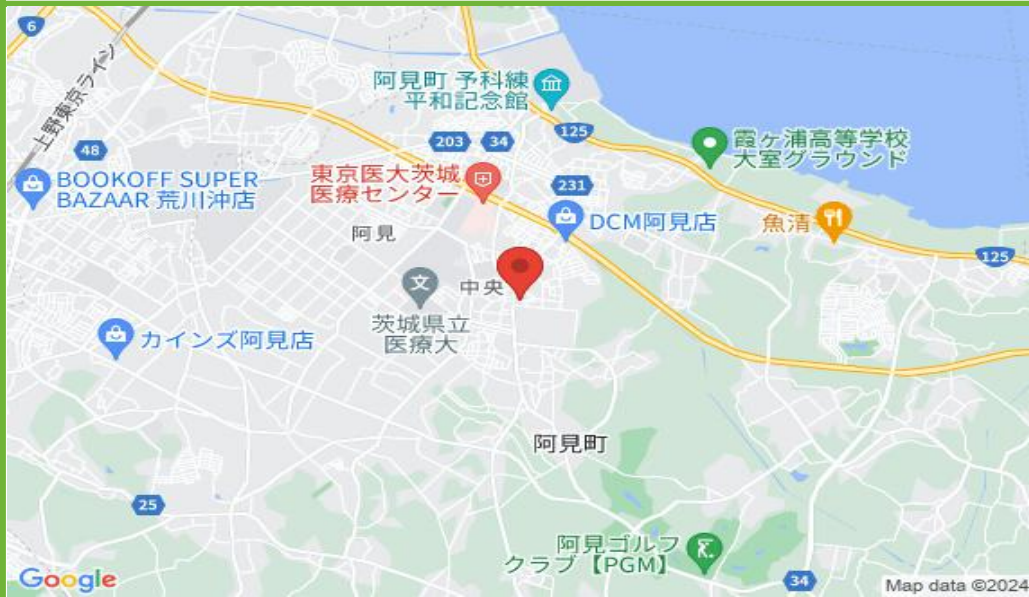 6
上野東京ライン
阿見町 予科練
平和記念館
125
203
34
48
霞ヶ浦高等学校
大室グラウンド
BOOKOFF SUPER
BAZAAR 荒川沖店
東京医大茨城
医療センター
231
DCM阿見店
魚清
阿見
125
中央
茨城県立
医療大
カインズ阿見店
阿見町
25
阿見ゴルフ
クラブ【PGM】
34
Google
Map data ©2024
文